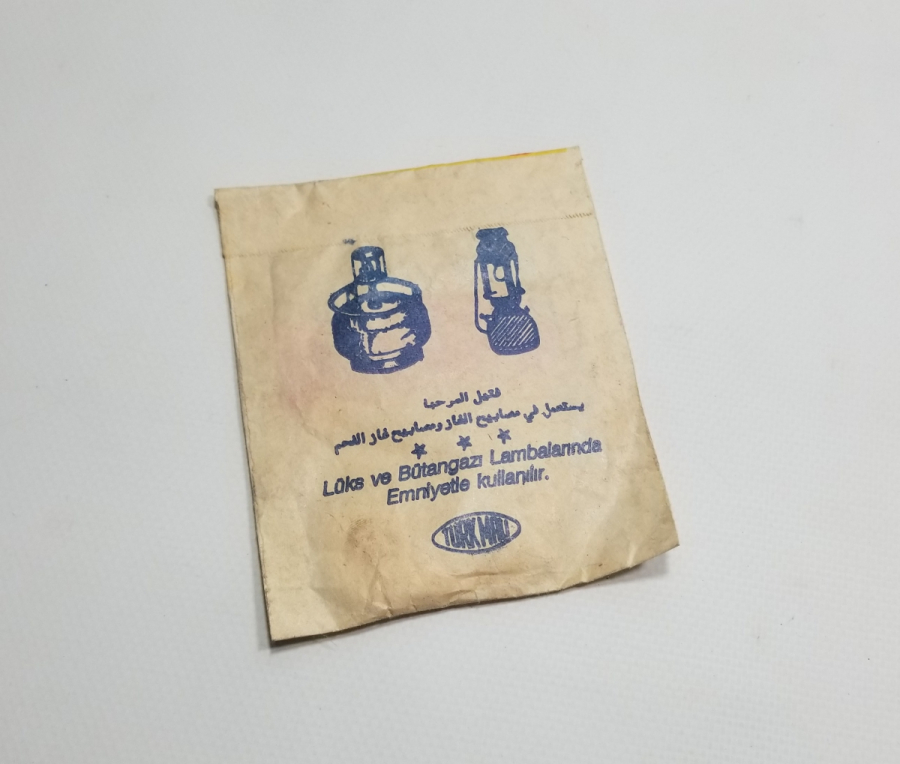 فتيل المرحبا
يستعمل في مصابيح الغاز ومصابيح غاز الفحم
Lüks ve Bütangazı Lambalarında
Emniyetle kullanılır.
TÜRK MALI